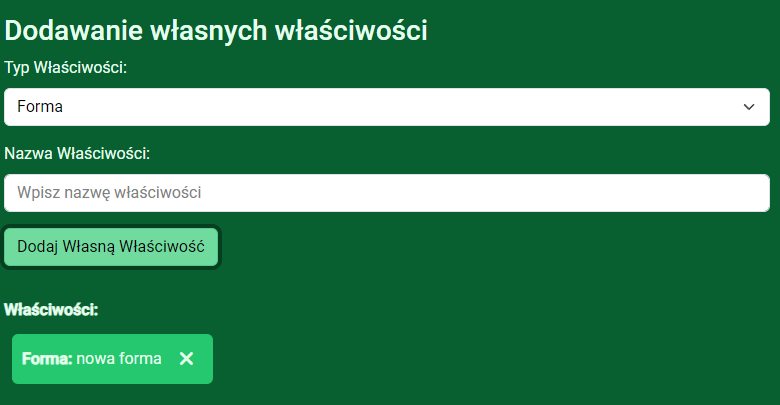 Dodawanie własnych właściwości
Typ Właściwości:
Forma
Nazwa Właściwości:
Wpisz nazwę właściwości
Dodaj Własną Właściwość
Właściwości:
Forma: nowa forma